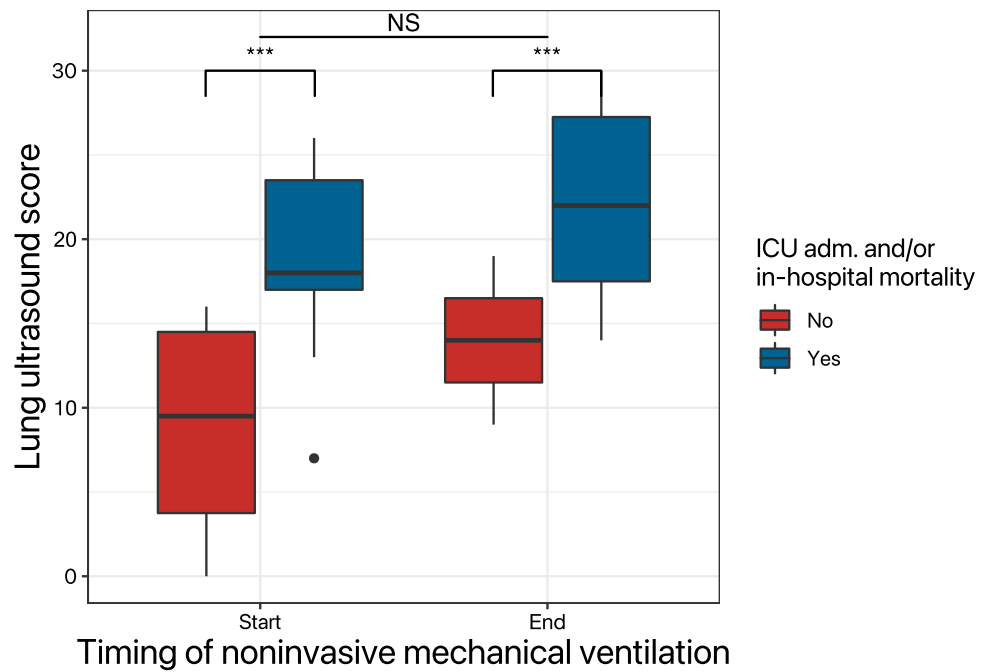 NS
*** ***
30
20
10
0
Lung ultrasound score
Start End
Timing of noninvasive mechanical ventilation
ICU adm. and/or
in-hospital mortality
No
Yes